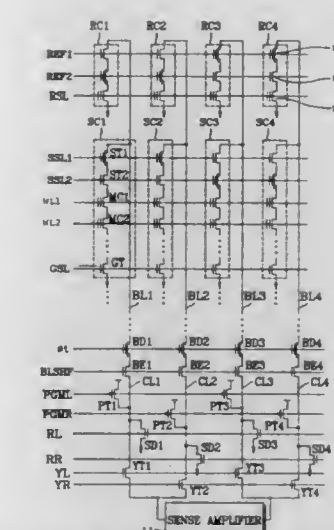 RC1 RC2 RC3 RC4
REF1
REF2
RSL
SC1 SC2 SC3 SC4
SSL1 ST1
SSL2 ST2
WL1 MC1
WL2 MC2
GSL GT
BL1 BL2 BL3 BL4
BD1 BD2 BD3 BD4
BLSHF BE1 BE2 BE3 BE4
CL1 CL2 CL3 CL4
PGML
PT1 PT3
PGMR
PT2 PT4
RL
SD1 SD2 SD3 SD4
RR
YL YT1 YT3
YR YT2 YT4
SENSE AMPLIFIER